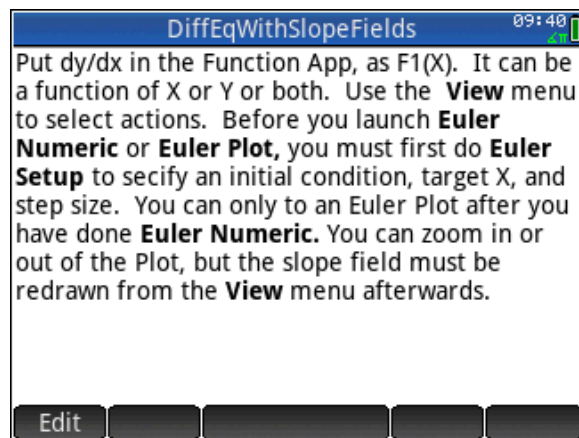 DiffEqWithSlopeFields 09:40
∡π
Put dy/dx in the Function App, as F1(X).  It can be
a function of X or Y or both.  Use the  View menu
to select actions.  Before you launch Euler
Numeric or Euler Plot, you must first do Euler
Setup to secify an initial condition, target X, and
step size.  You can only to an Euler Plot after you
have done Euler Numeric. You can zoom in or
out of the Plot, but the slope field must be
redrawn from the View menu afterwards.
Edit